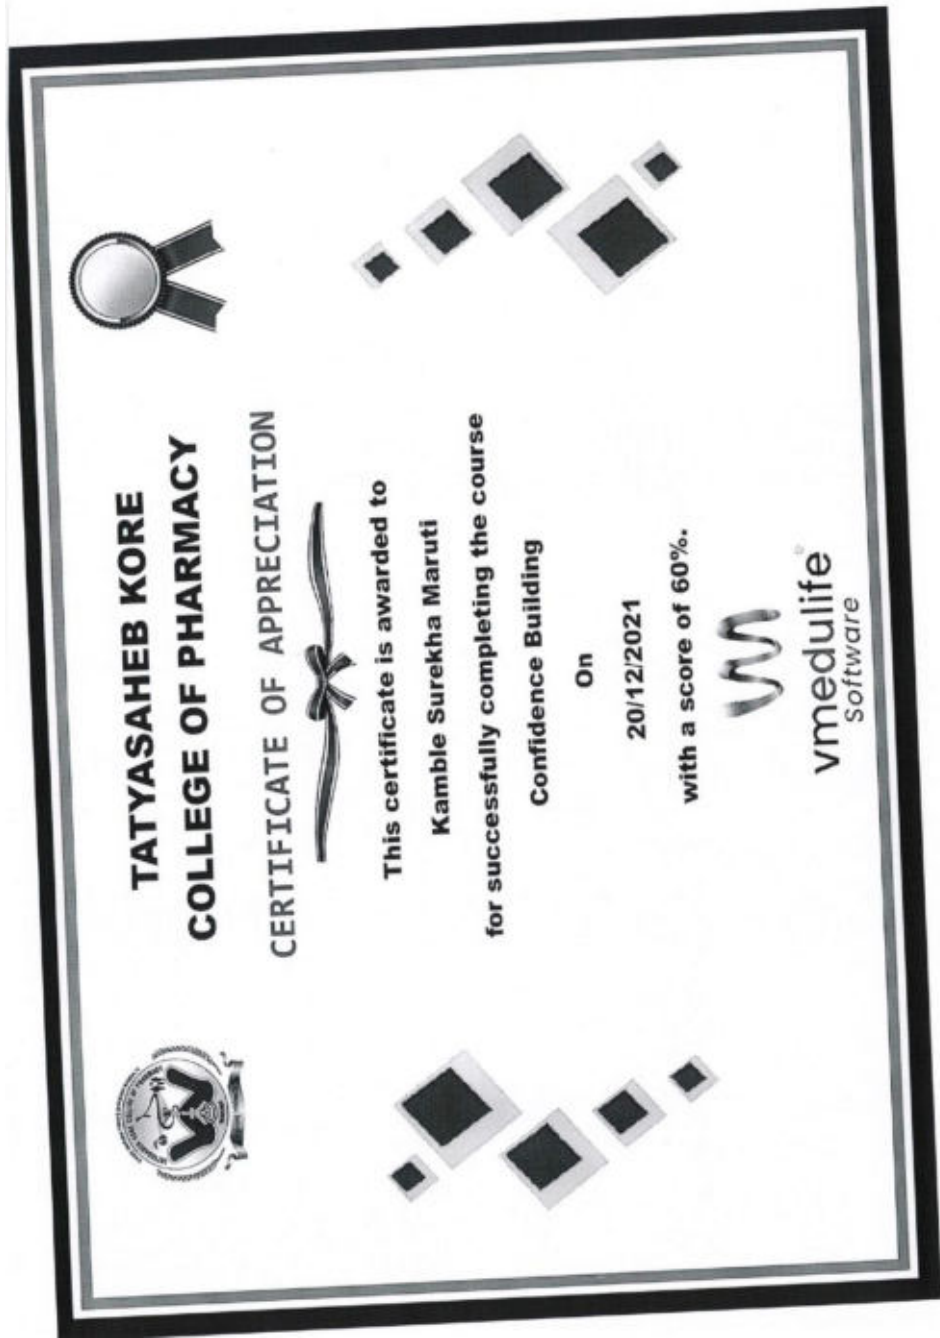 TATYASAHEB KORE
COLLEGE OF PHARMACY
CERTIFICATE OF APPRECIATION
This certificate is awarded to
Kamble Surekha Maruti
for successfully completing the course
Confidence Building
On
20/12/2021
with a score of 60%.
vmedulife
Software